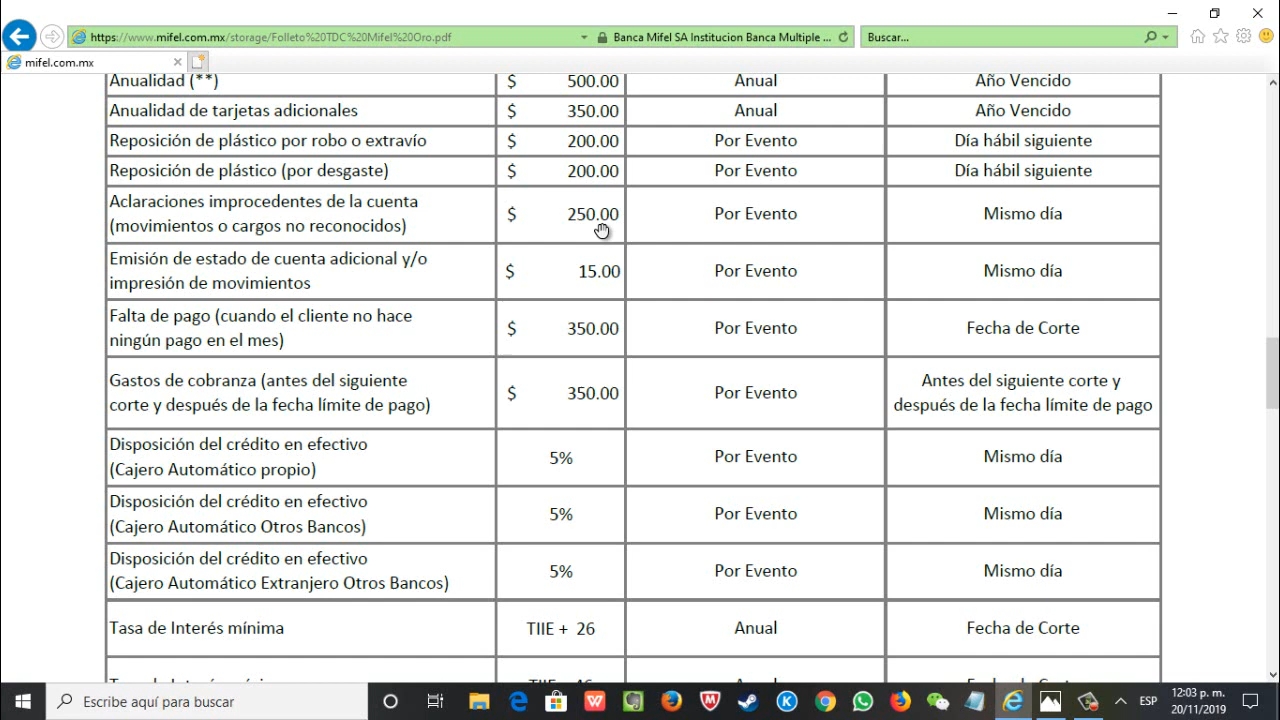 https://www.mifel.com.mx/storage/Folleto%20TDC%20Mifel%20Oro.pdf
Banca Mifel SA Institucion Banca Multiple ...
Buscar...
mifel.com.mx
Anualidad (**) $ 500.00 Anual Año Vencido
Anualidad de tarjetas adicionales $ 350.00 Anual Año Vencido
Reposición de plástico por robo o extravío $ 200.00 Por Evento Día hábil siguiente
Reposición de plástico (por desgaste) $ 200.00 Por Evento Día hábil siguiente
Aclaraciones improcedentes de la cuenta
(movimientos o cargos no reconocidos) $ 250.00 Por Evento Mismo día
Emisión de estado de cuenta adicional y/o
impresión de movimientos $ 15.00 Por Evento Mismo día
Falta de pago (cuando el cliente no hace
ningún pago en el mes) $ 350.00 Por Evento Fecha de Corte
Gastos de cobranza (antes del siguiente
corte y después de la fecha límite de pago) $ 350.00 Por Evento Antes del siguiente corte y
después de la fecha límite de pago
Disposición del crédito en efectivo
(Cajero Automático propio) 5% Por Evento Mismo día
Disposición del crédito en efectivo
(Cajero Automático Otros Bancos) 5% Por Evento Mismo día
Disposición del crédito en efectivo
(Cajero Automático Extranjero Otros Bancos) 5% Por Evento Mismo día
Tasa de Interés mínima TIIE + 26 Anual Fecha de Corte
Escribe aquí para buscar
ESP
12:03 p. m.
20/11/2019